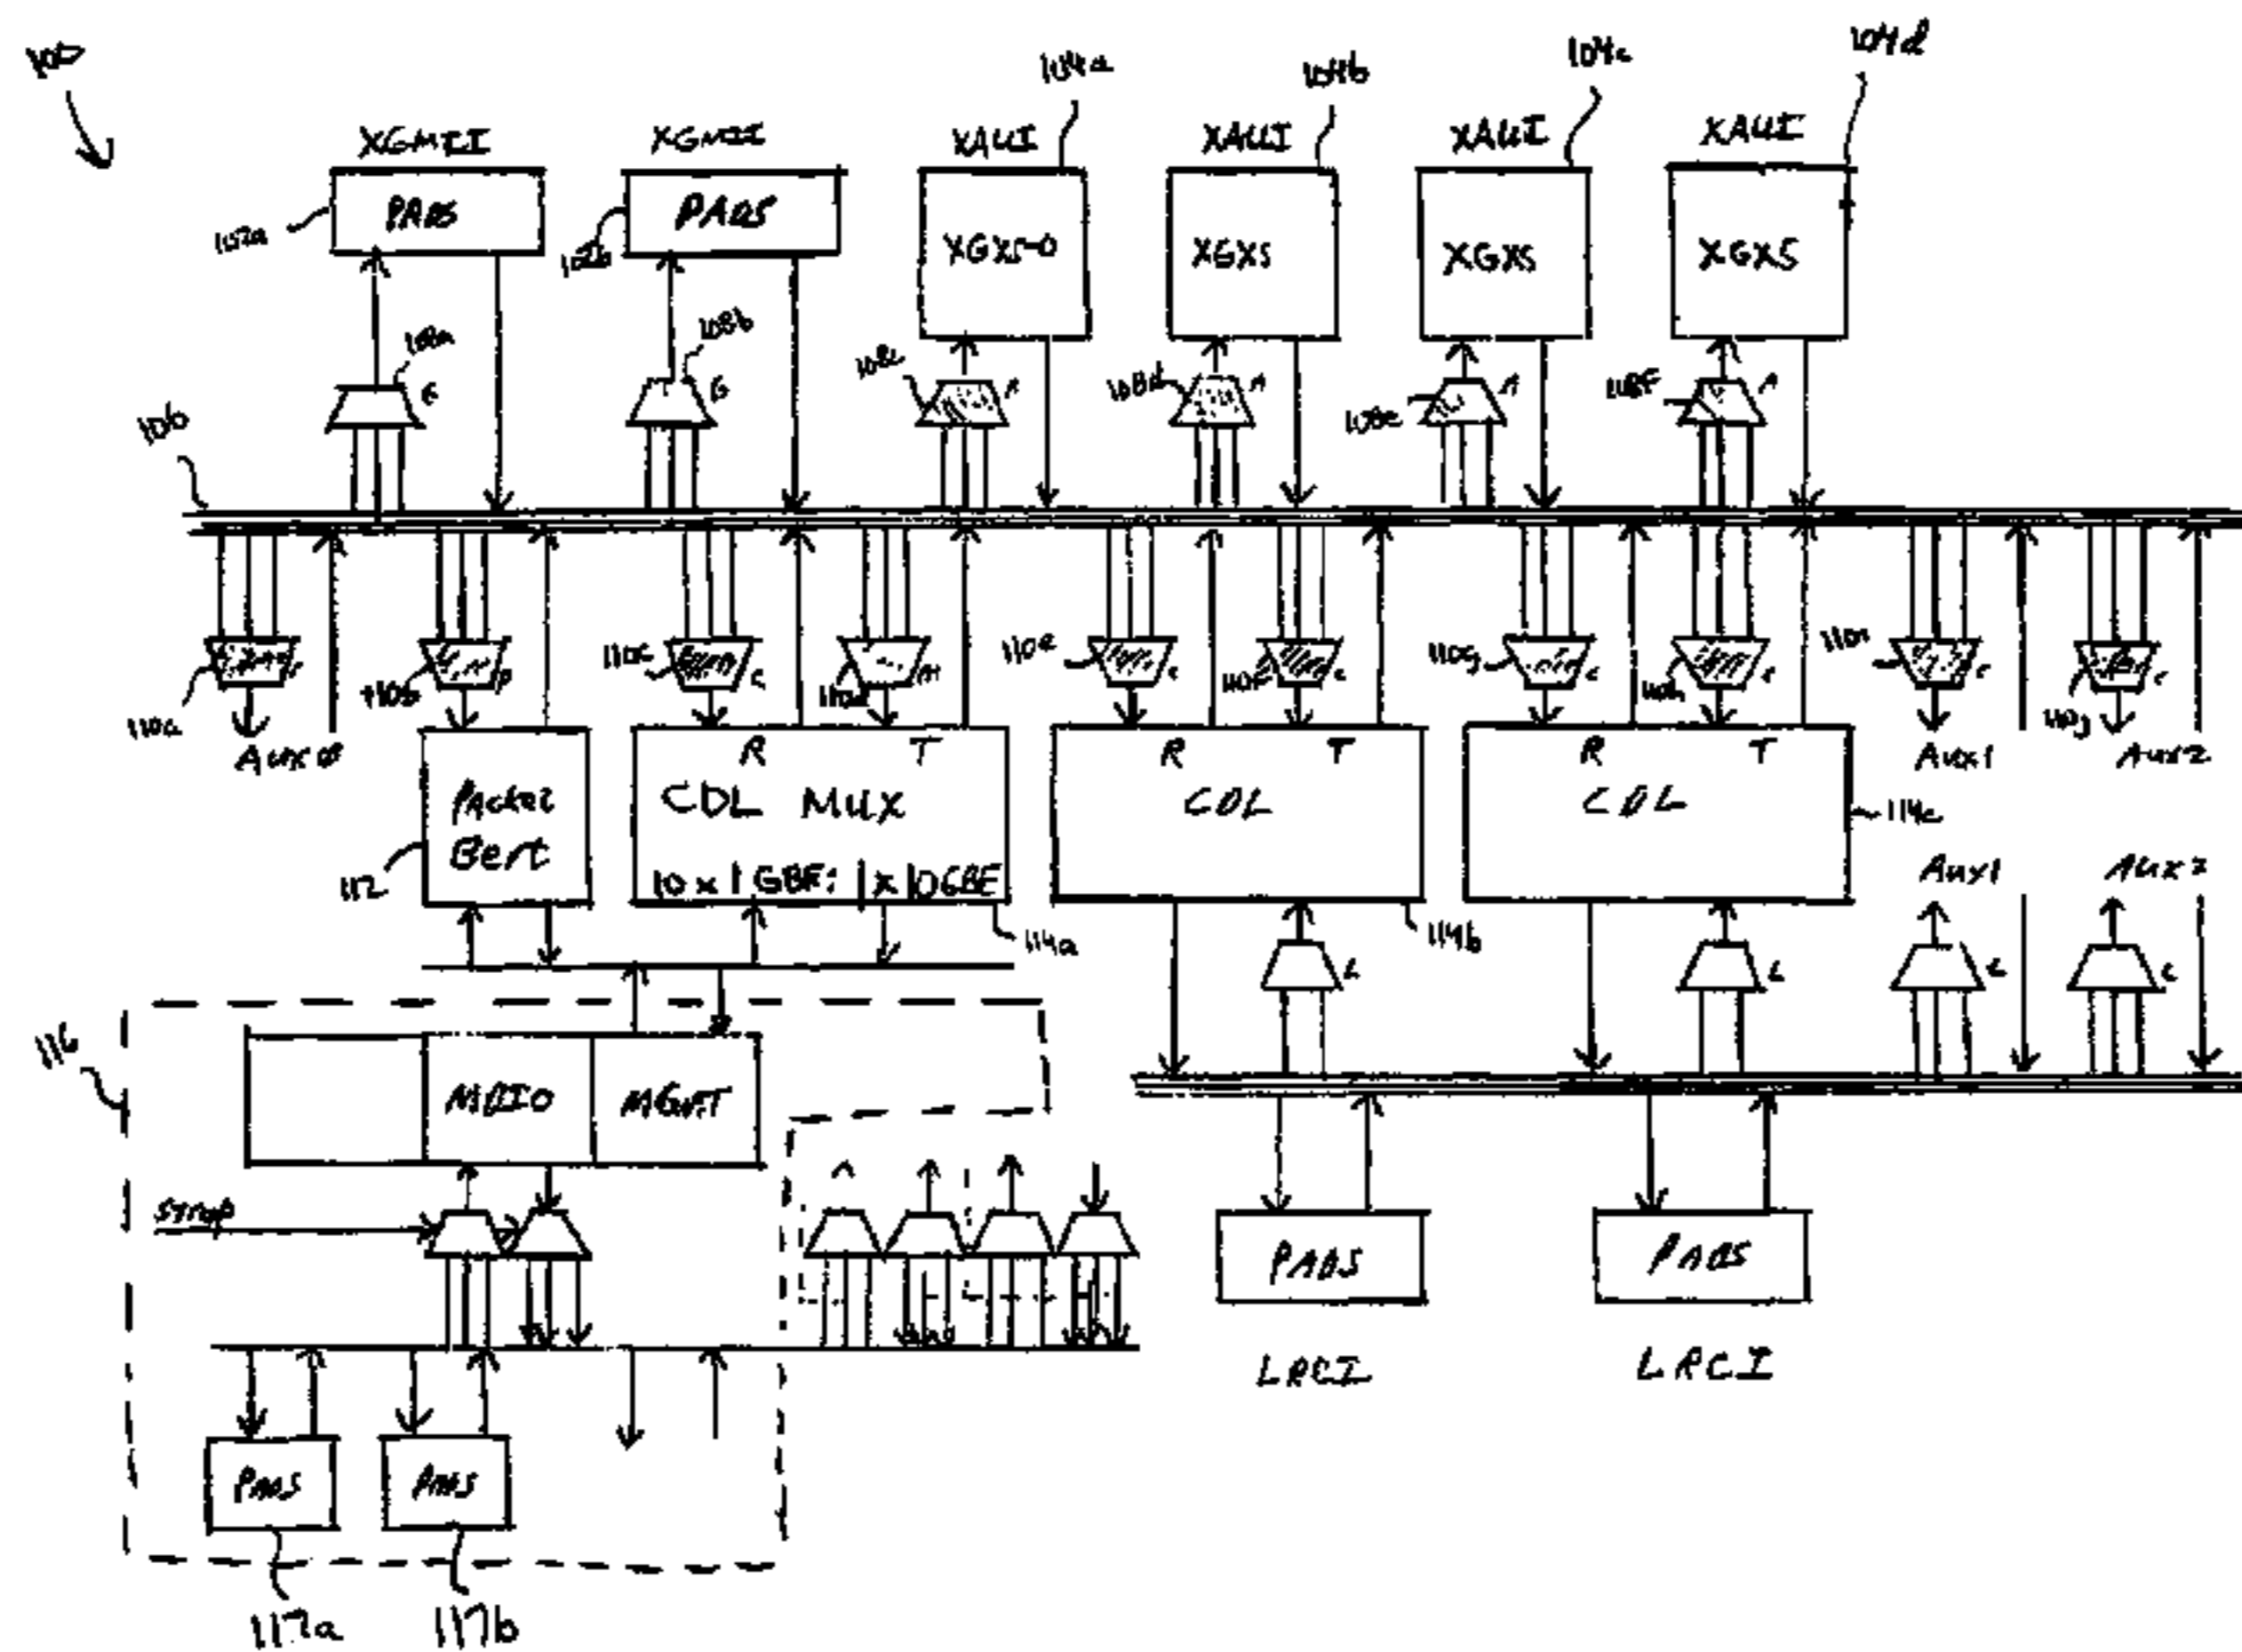 100
104a
104b
104c
104d
XGMII
XGMII
XAUI
XAUI
XAUI
XAUI
PADS
PADS
XGXS-0
XGXS
XGXS
XGXS
102a
102b
108a
G
108b
G
108c
A
108d
A
108e
A
108f
A
106
110a
110b
P
110c
C
110d
M
110e
C
110f
C
110g
C
110h
C
110i
C
110j
C
Aux 0
Aux1
Aux2
R
T
R
T
R
T
Packet
Bert
CDL MUX
10 x 1 GBE; 1 x 10GBE
CDL
CDL
112
114a
114b
114c
Aux1
Aux2
L
L
C
C
116
MDIO
MGMT
Strap
PADS
PADS
PADS
PADS
LRCI
LRCI
117a
117b